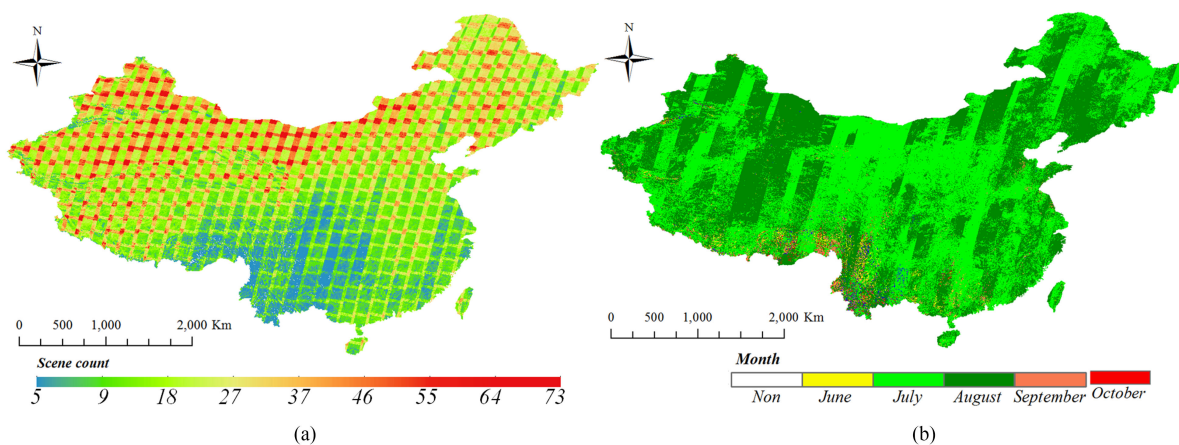 N
0 500 1,000 2,000 Km
Scene count
5 9 18 27 37 46 55 64 73
(a)
N
0 500 1,000 2,000 Km
Month
Non June July August September October
(b)